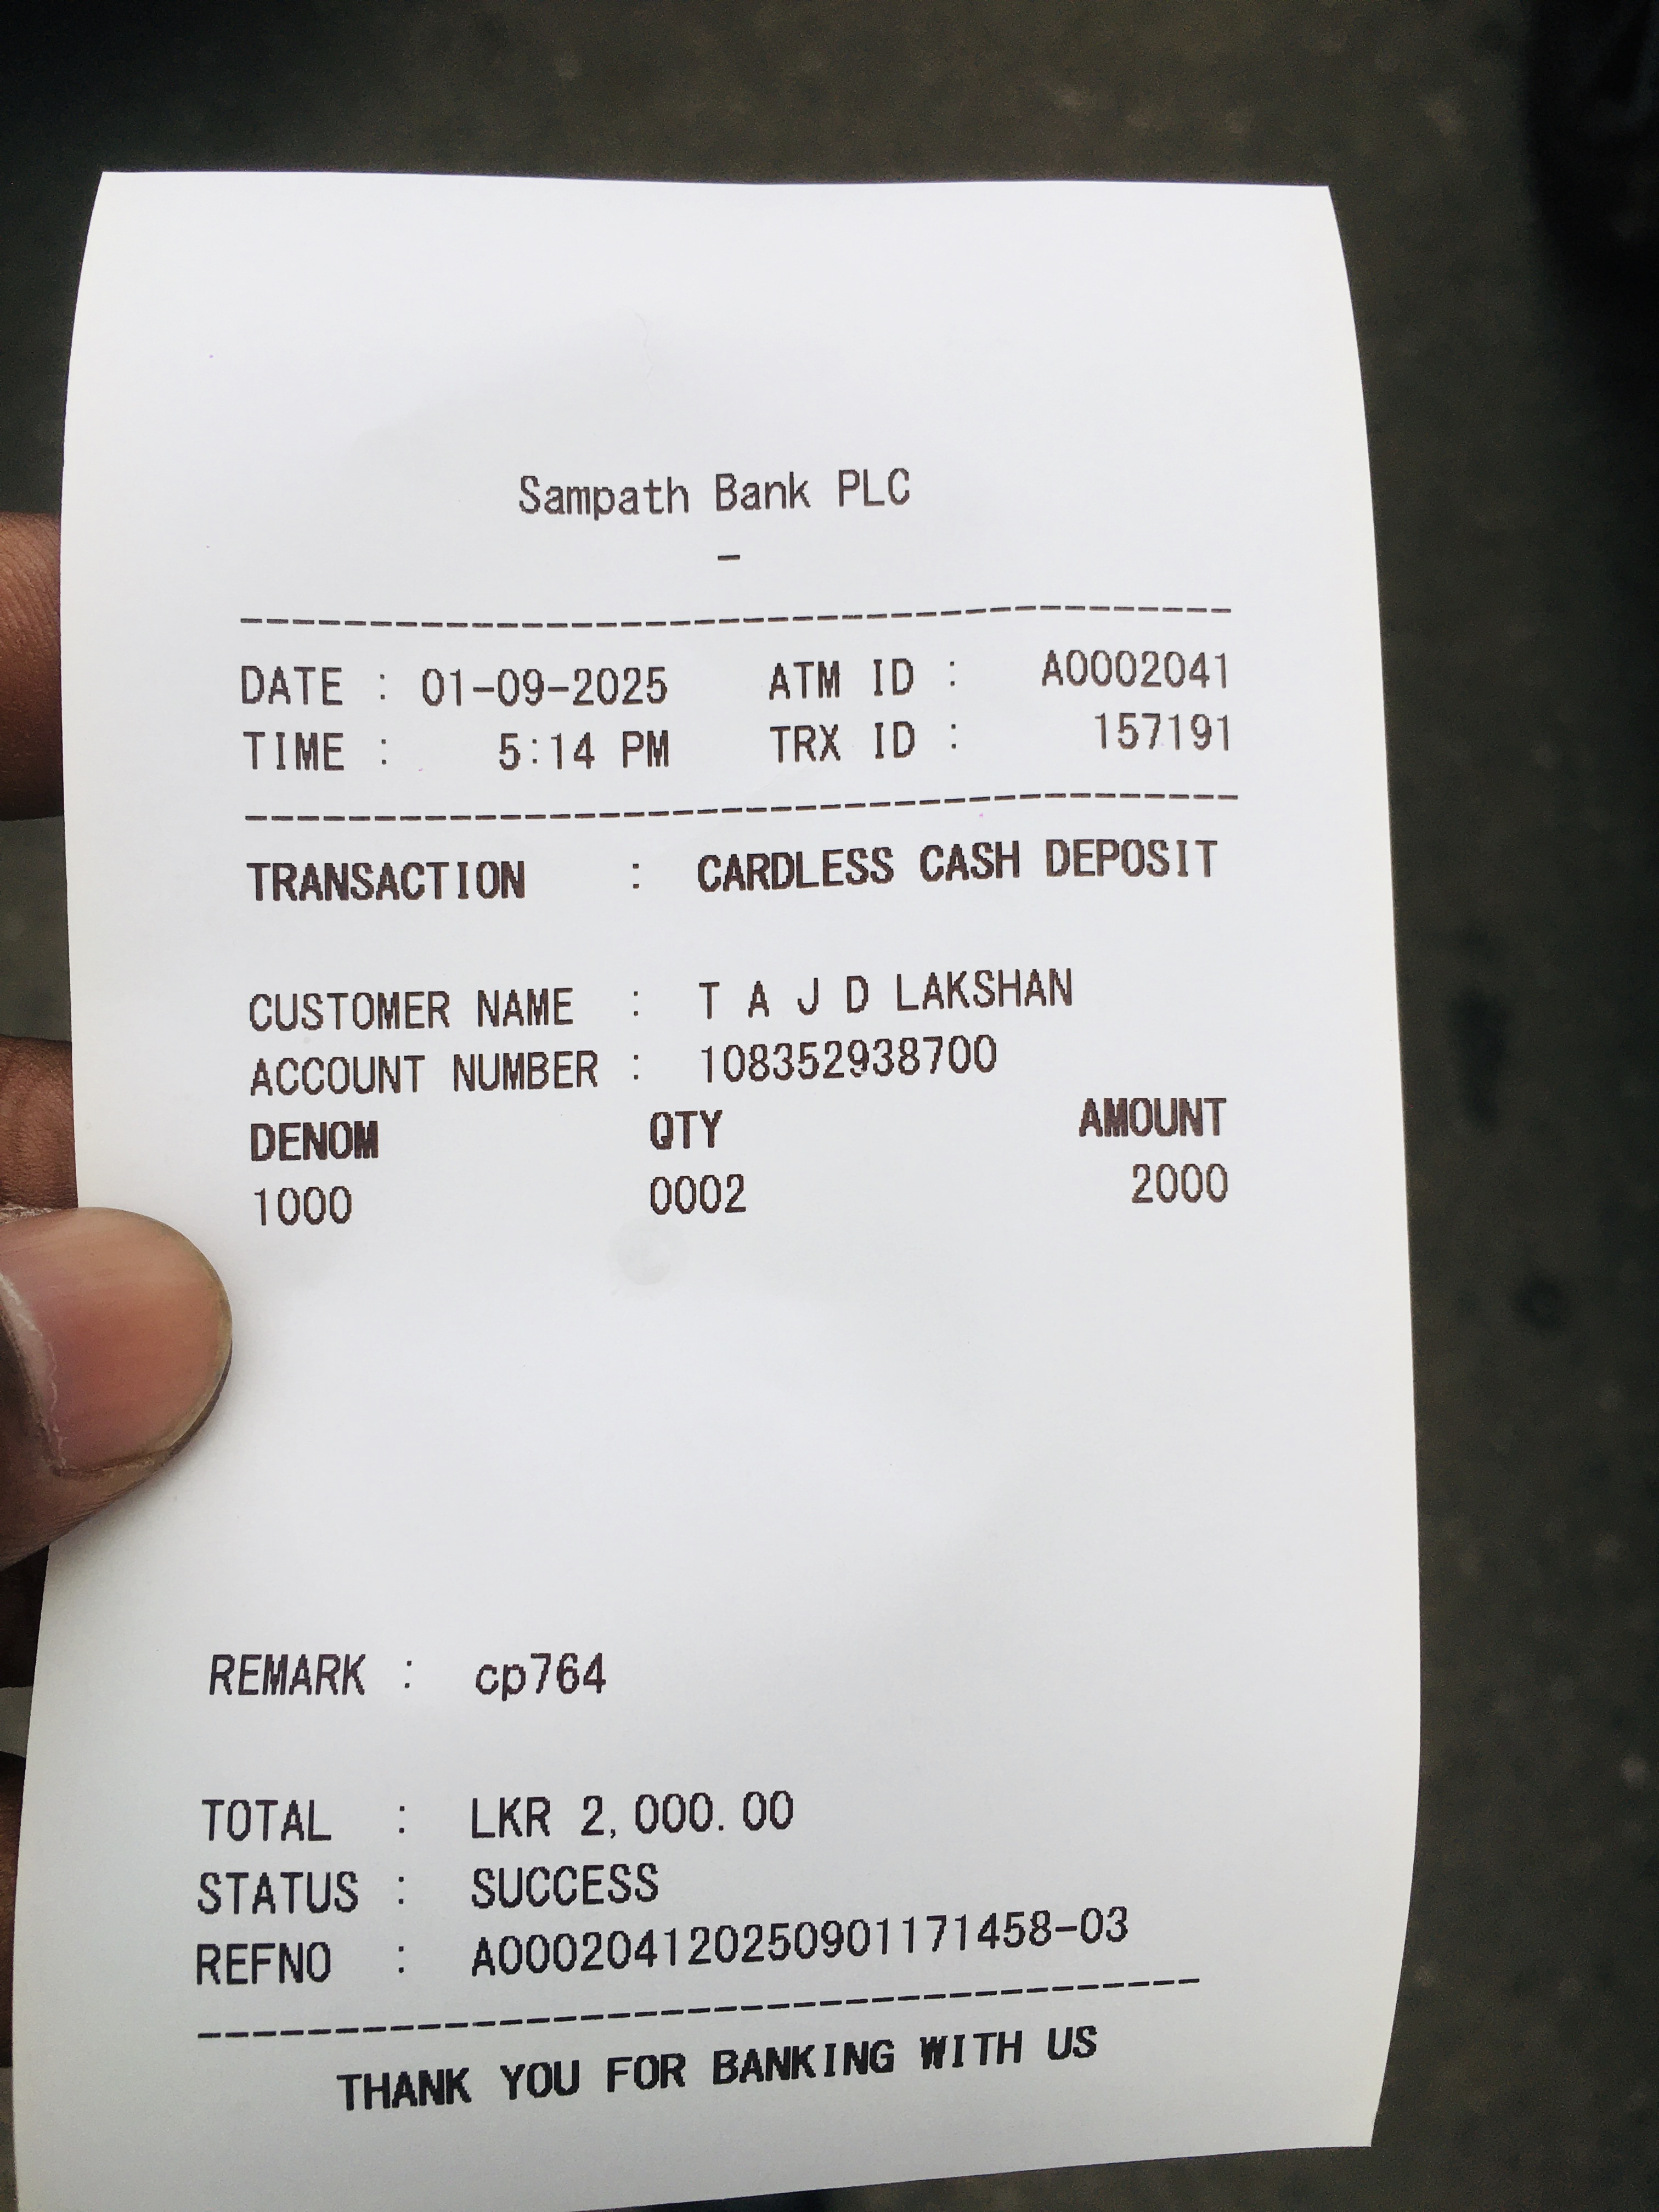 Sampath Bank PLC
-
----------------------------------------
DATE : 01-09-2025 ATM ID : A0002041
TIME : 5:14 PM TRX ID : 157191
----------------------------------------
TRANSACTION : CARDLESS CASH DEPOSIT
CUSTOMER NAME : T A J D LAKSHAN
ACCOUNT NUMBER : 108352938700
DENOM QTY AMOUNT
1000 0002 2000
REMARK : cp764
TOTAL : LKR 2,000.00
STATUS : SUCCESS
REFNO : A000204120250901171458-03
----------------------------------------
THANK YOU FOR BANKING WITH US